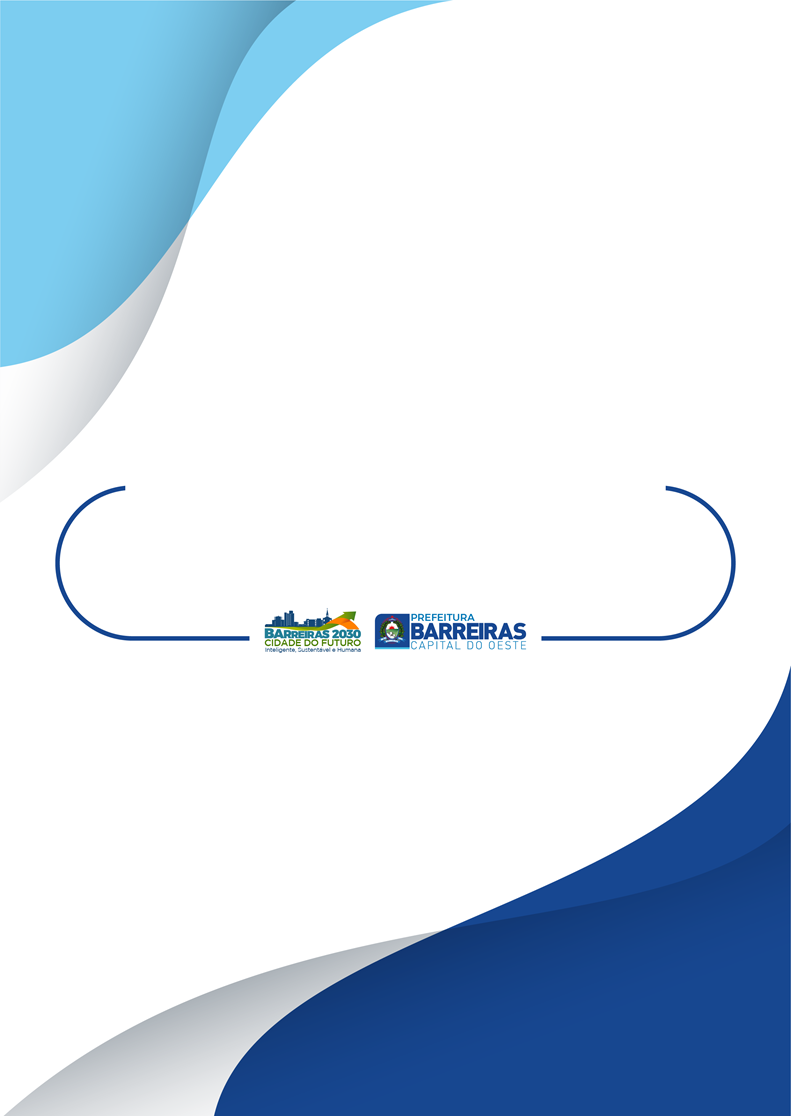 BARREIRAS 2030
CIDADE DO FUTURO
Inteligente, Sustentável e Humana
PREFEITURA
BARREIRAS
CAPITAL DO OESTE